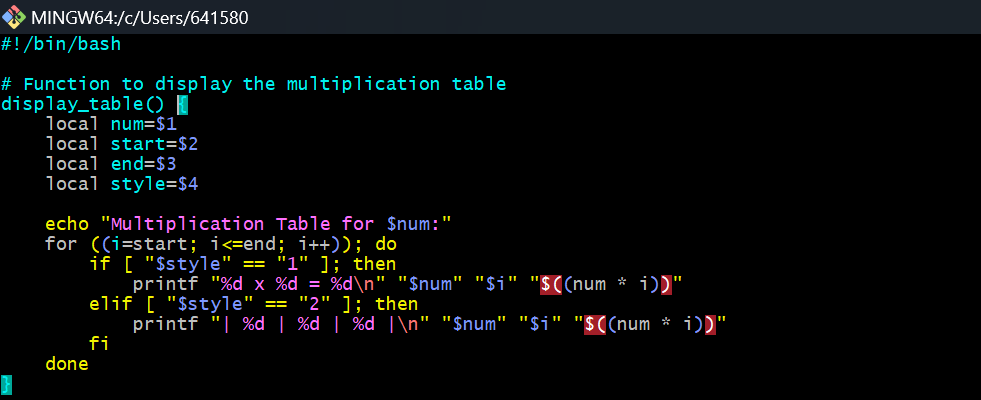 MINGW64:/c/Users/641580
#!/bin/bash
# Function to display the multiplication table
display_table() {
    local num=$1
    local start=$2
    local end=$3
    local style=$4
    echo "Multiplication Table for $num:"
    for ((i=start; i<=end; i++)); do
        if [ "$style" == "1" ]; then
            printf "%d x %d = %d\n" "$num" "$i" "$((num * i))"
        elif [ "$style" == "2" ]; then
            printf "| %d | %d | %d |\n" "$num" "$i" "$((num * i))"
        fi
    done
}